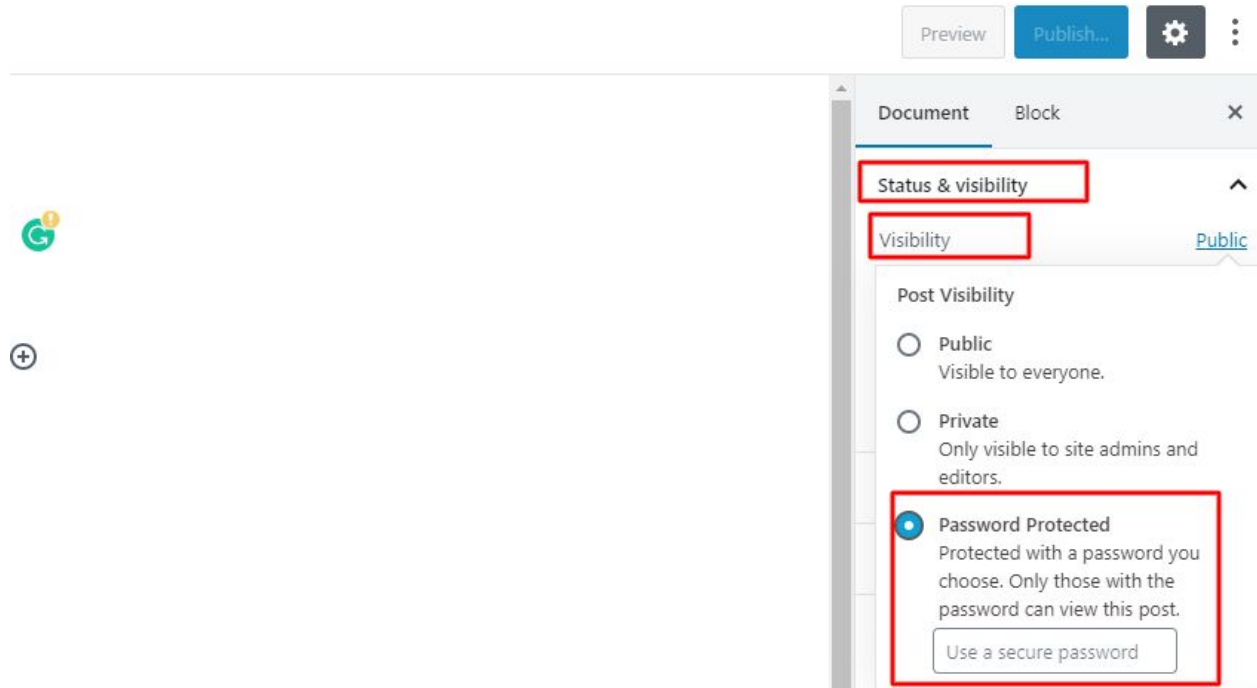 Preview Publish...
Document Block
Status & visibility
Visibility Public
Post Visibility
Public
Visible to everyone.
Private
Only visible to site admins and
editors.
Password Protected
Protected with a password you
choose. Only those with the
password can view this post.
Use a secure password